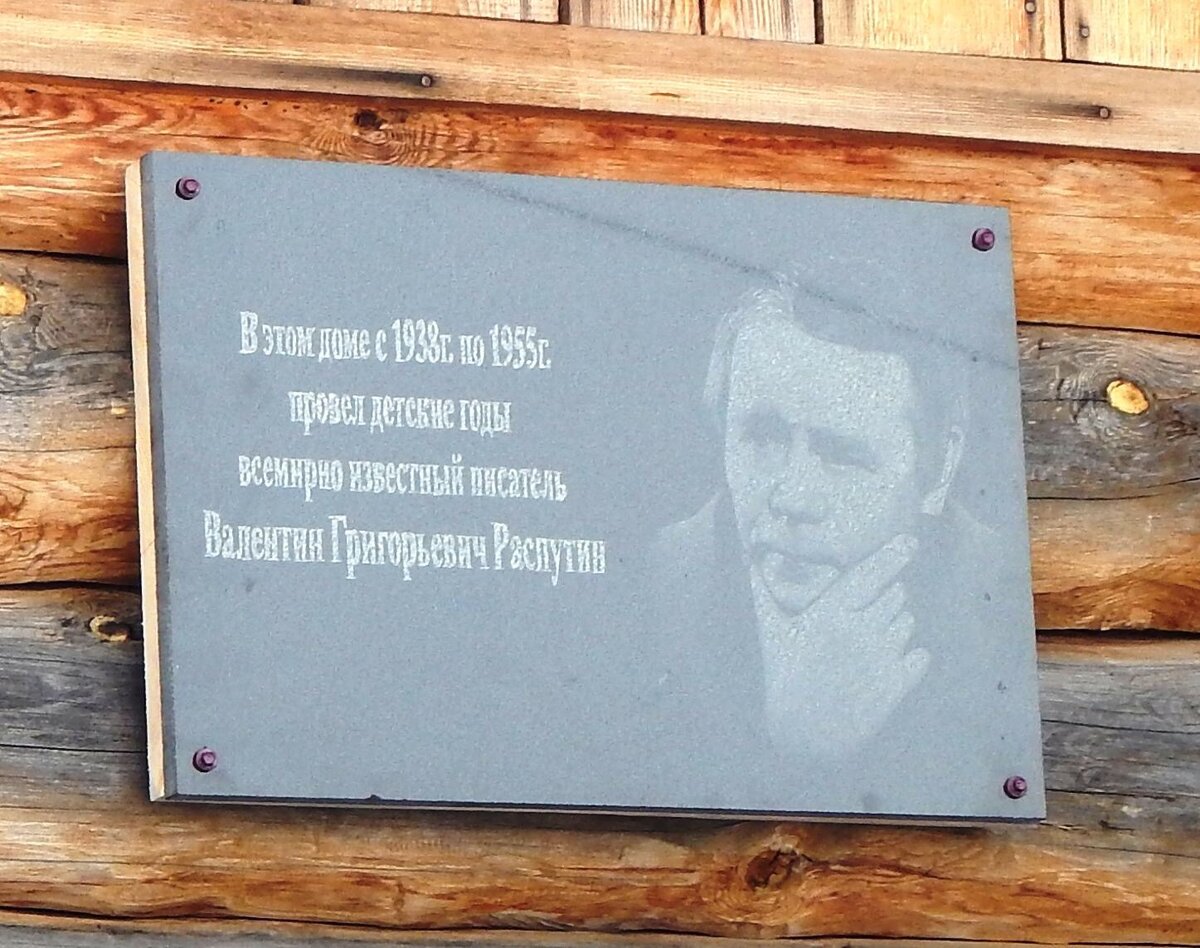 В этом доме с 1938г. по 1955г.
провел детские годы
всемирно известный писатель
Валентин Григорьевич Распутин